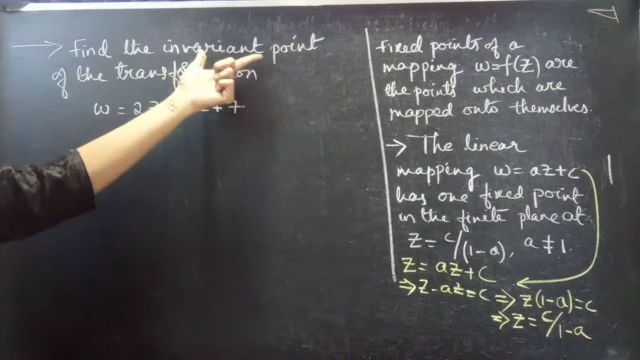 → Find the invariant point
of the transf on
w = 2 + 7
Fixed points of a
mapping w=f(z) are
the points which are
mapped onto themselves.
→ The linear
mapping w = az+c
has one fixed point
in the finite plane at
z = c/(1-a), a ≠ 1.
z = az+c
⇒ z-az=c ⇒ z(1-a)=c
⇒ z = c/1-a